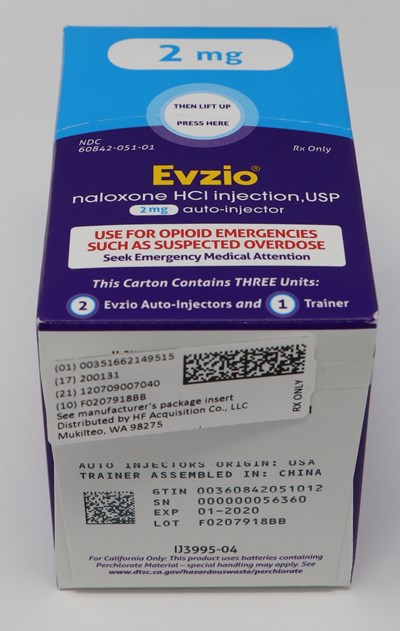 2 mg
THEN LIFT UP
PRESS HERE
NDC
60842-051-01
Rx Only
Evzio®
naloxone HCl injection,USP
2 mg auto-injector
USE FOR OPIOID EMERGENCIES
SUCH AS SUSPECTED OVERDOSE
Seek Emergency Medical Attention
This Carton Contains THREE Units:
2 Evzio Auto-Injectors and 1 Trainer
(01) 00351662149515
(17) 200131
(21) 120709007040
(10) F0207918BB
See manufacturer's package insert
Distributed by HF Acquisition Co., LLC
Mukilteo, WA 98275
RX ONLY
AUTO INJECTORS ORIGIN: USA
TRAINER ASSEMBLED IN: CHINA
GTIN 00360842051012
SN 000000056360
EXP 01-2020
LOT F0207918BB
IJ3995-04
For California Only: This product uses batteries containing
Perchlorate Material – special handling may apply. See
www.dtsc.ca.gov/hazardouswaste/perchlorate